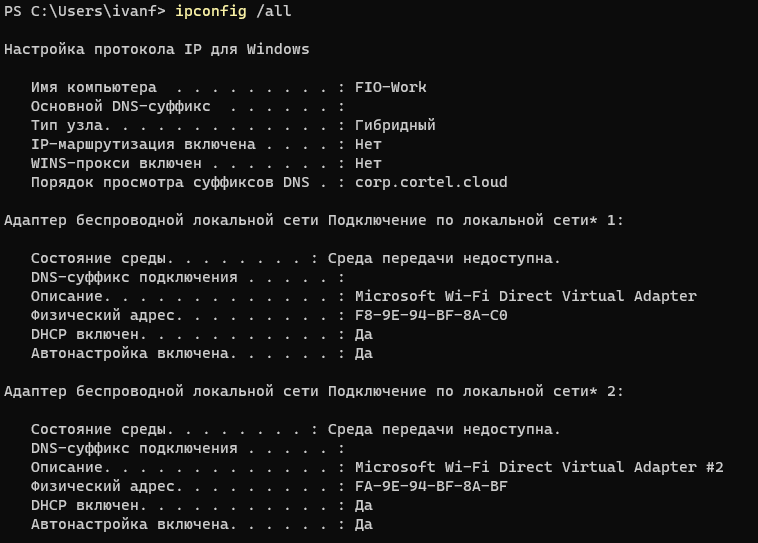 PS C:\Users\ivanf> ipconfig /all
Настройка протокола IP для Windows
Имя компьютера  . . . . . . . . . : FIO-Work
Основной DNS-суффикс  . . . . . . :
Тип узла. . . . . . . . . . . . . : Гибридный
IP-маршрутизация включена . . . . : Нет
WINS-прокси включен . . . . . . . : Нет
Порядок просмотра суффиксов DNS . : corp.cortel.cloud
Адаптер беспроводной локальной сети Подключение по локальной сети* 1:
Состояние среды. . . . . . . . : Среда передачи недоступна.
DNS-суффикс подключения . . . . . :
Описание. . . . . . . . . . . . . : Microsoft Wi-Fi Direct Virtual Adapter
Физический адрес. . . . . . . . . : F8-9E-94-BF-8A-C0
DHCP включен. . . . . . . . . . . : Да
Автонастройка включена. . . . . . : Да
Адаптер беспроводной локальной сети Подключение по локальной сети* 2:
Состояние среды. . . . . . . . : Среда передачи недоступна.
DNS-суффикс подключения . . . . . :
Описание. . . . . . . . . . . . . : Microsoft Wi-Fi Direct Virtual Adapter #2
Физический адрес. . . . . . . . . : FA-9E-94-BF-8A-BF
DHCP включен. . . . . . . . . . . : Да
Автонастройка включена. . . . . . : Да